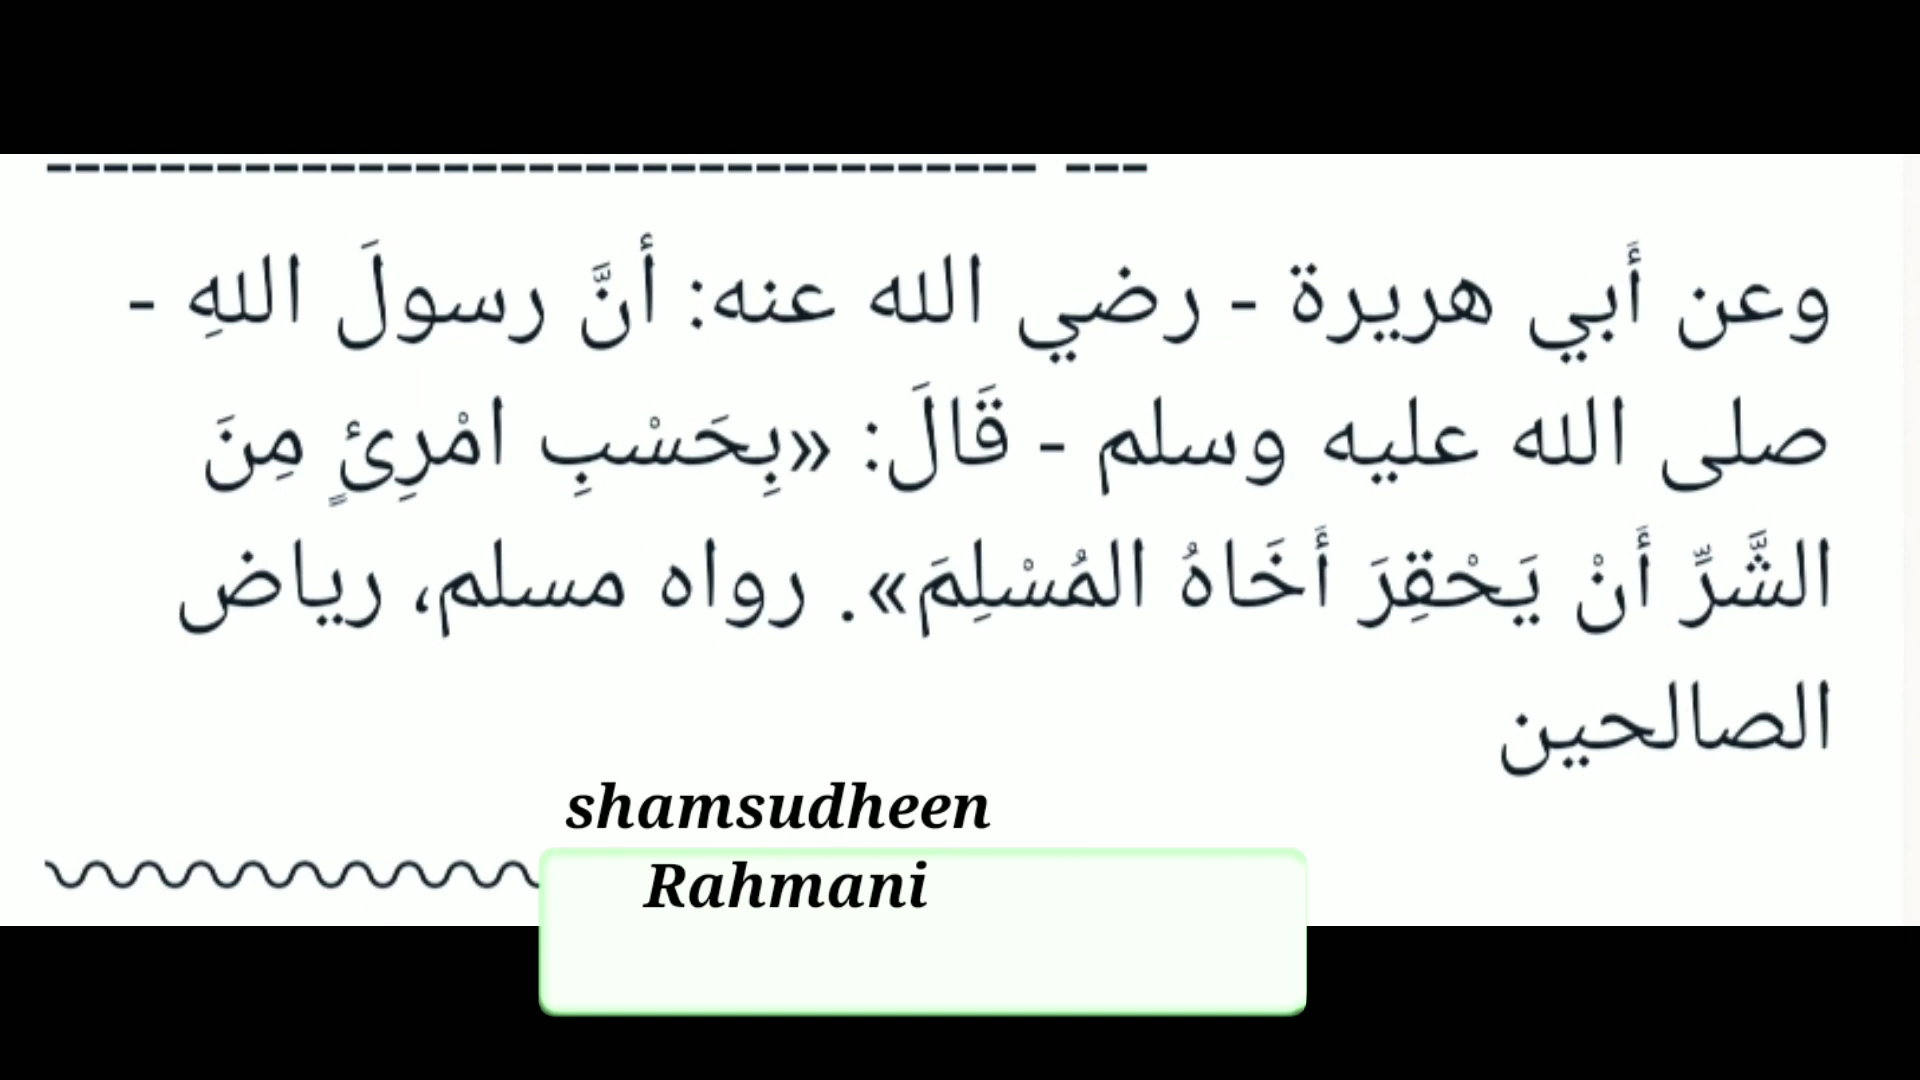 --- -----------------------------------
وعن أَبي هريرة - رضي الله عنه: أنَّ رسولَ اللهِ -
صلى الله عليه وسلم - قَالَ: «بِحَسْبِ امْرِئٍ مِنَ
الشَّرِّ أَنْ يَحْقِرَ أَخَاهُ المُسْلِمَ». رواه مسلم، رياض
الصالحين
shamsudheen
Rahmani